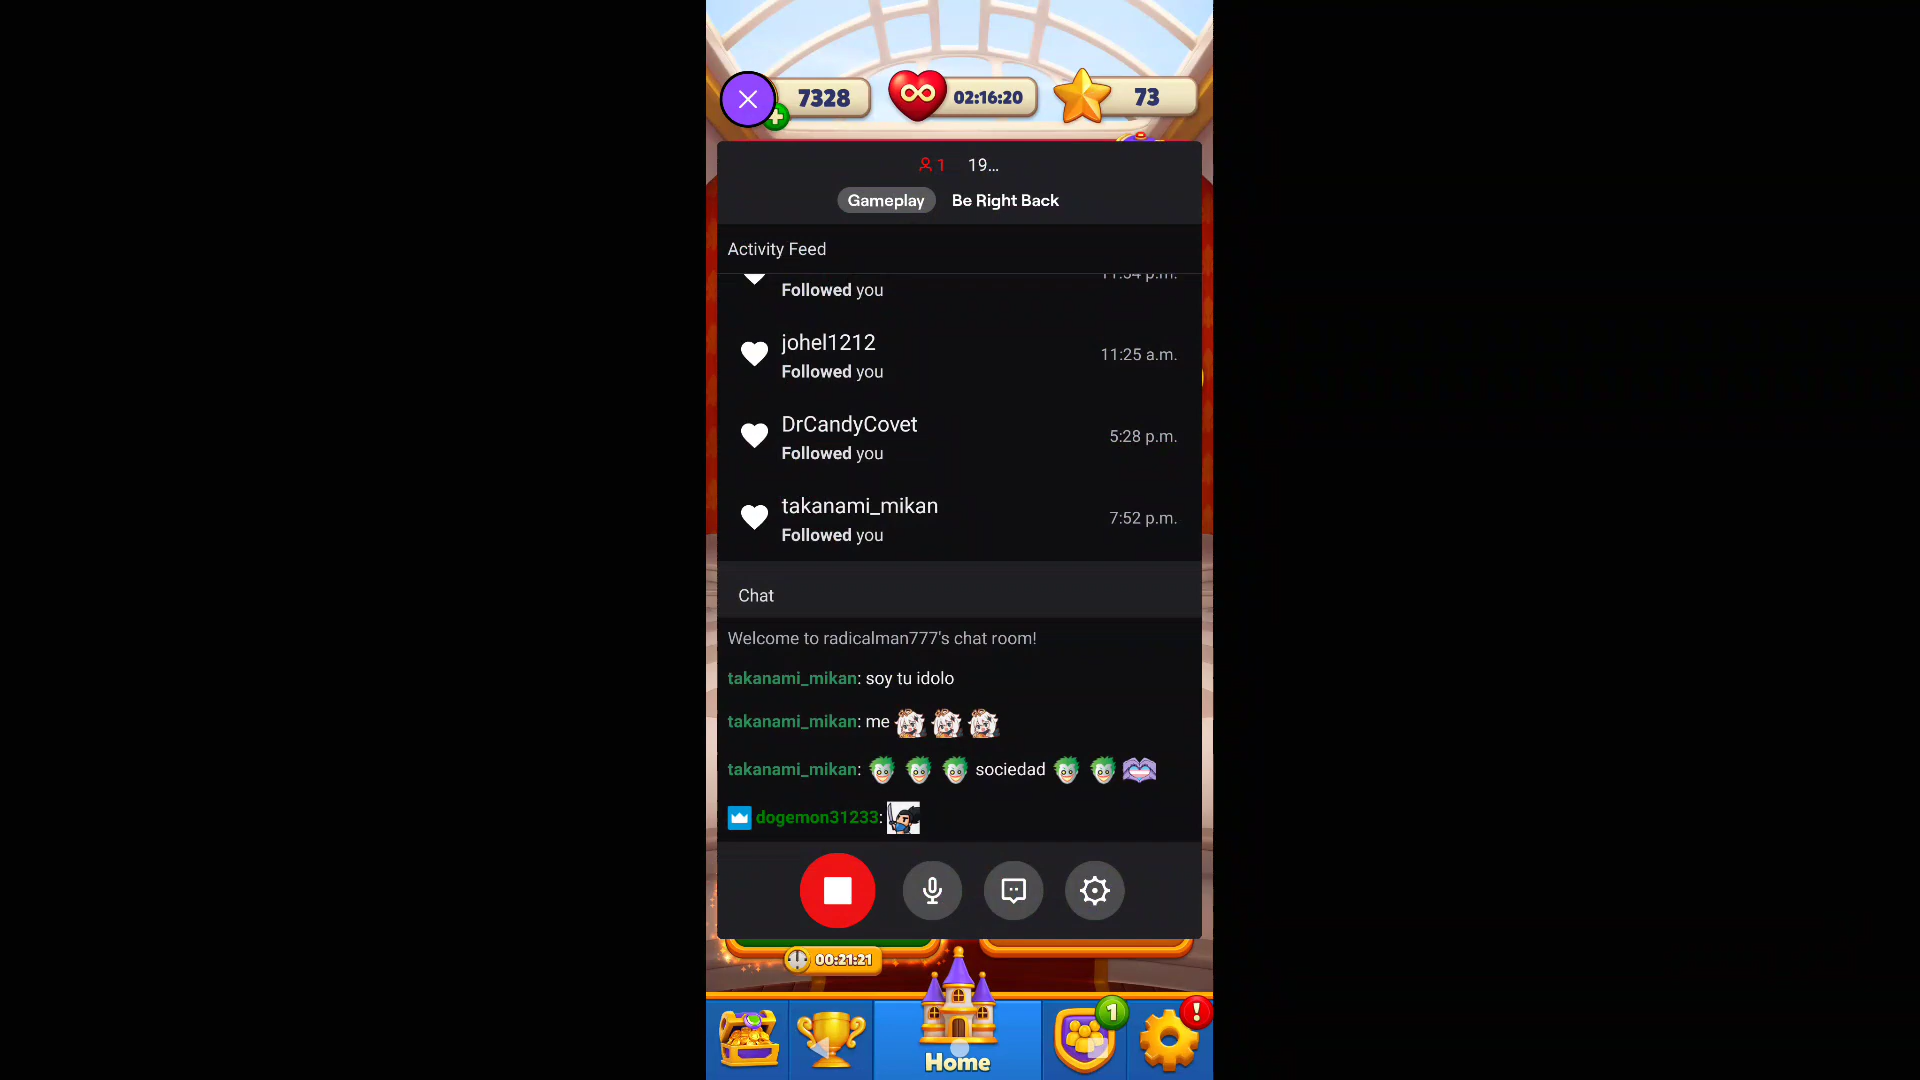 7328
02:16:20
73
1 19…
Gameplay Be Right Back
Activity Feed
Followed you
johel1212
11:25 a.m.
Followed you
DrCandyCovet
5:28 p.m.
Followed you
takanami_mikan
7:52 p.m.
Followed you
Chat
Welcome to radicalman777's chat room!
takanami_mikan: soy tu idolo
takanami_mikan: me
takanami_mikan: sociedad
dogemon31233:
00:21:21
1
!
Home